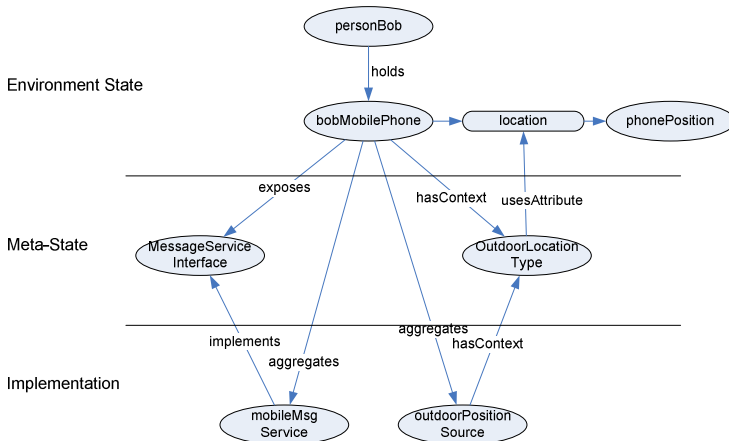 personBob
holds
Environment State
bobMobilePhone
location
phonePosition
exposes
hasContext
usesAttribute
Meta-State
MessageService
Interface
OutdoorLocation
Type
implements
aggregates
aggregates
hasContext
Implementation
mobileMsg
Service
outdoorPosition
Source